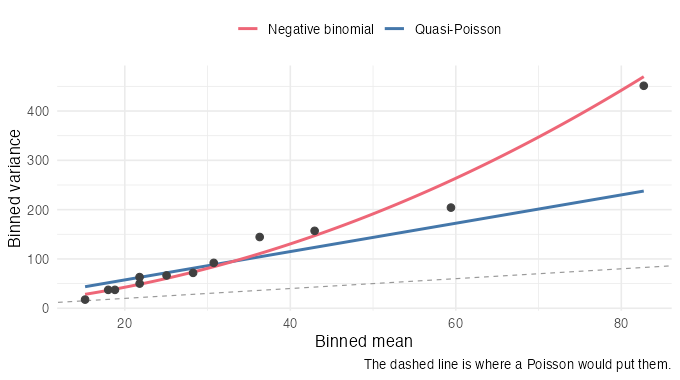 Negative binomial Quasi-Poisson
Binned variance
400
300
200
100
0
20 40 60 80
Binned mean
The dashed line is where a Poisson would put them.